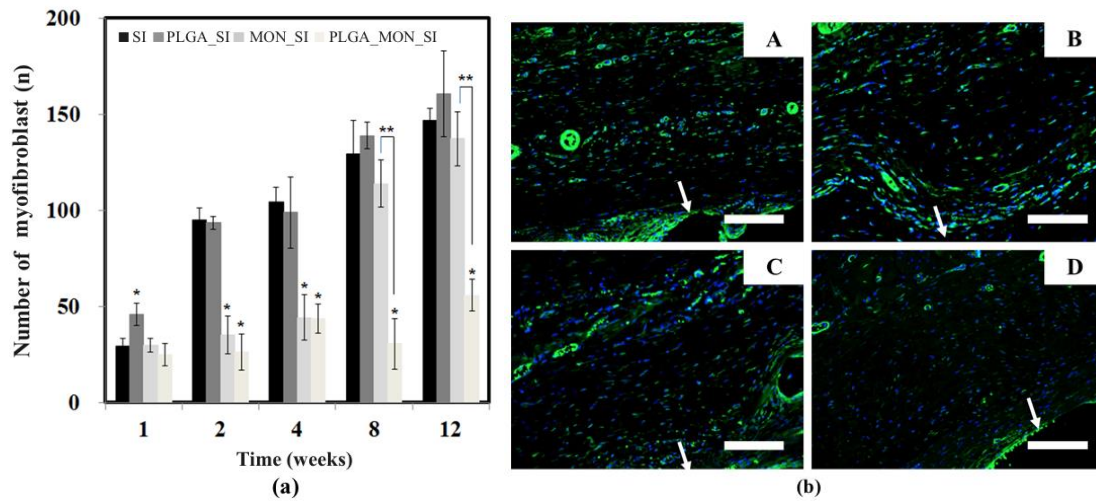 200
SI PLGA_SI MON_SI PLGA_MON_SI
**
**
150
100
50
0
*
*
*
*
*
*
*
Number of myofibroblast (n)
1 2 4 8 12
Time (weeks)
(a)
A
B
C
D
(b)